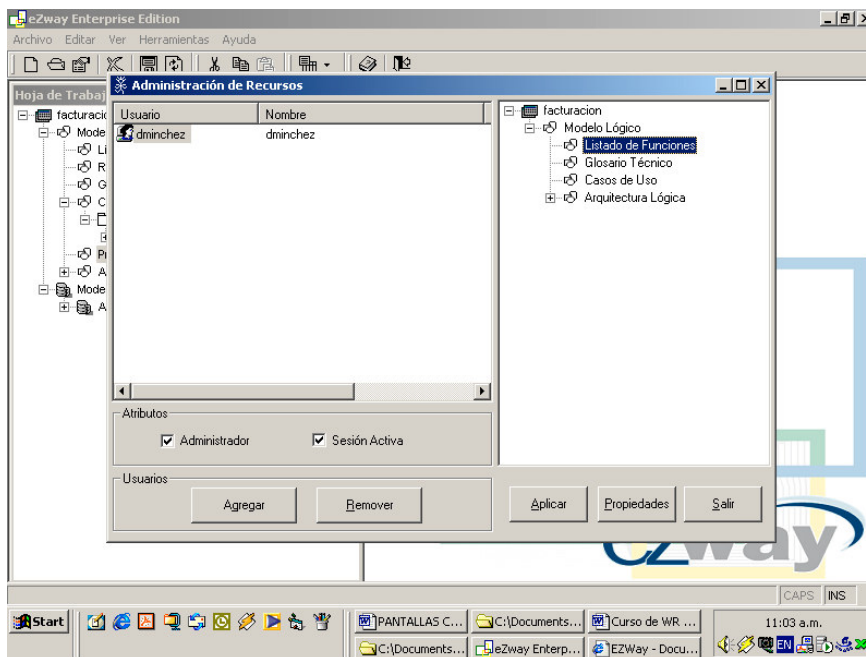 eZway Enterprise Edition
Archivo Editar Ver Herramientas Ayuda
Hoja de Trabaj
facturacio
Mode
Li
R
G
C
P
A
Mode
A
Administración de Recursos
Usuario Nombre
dminchez dminchez
Atributos
Administrador Sesión Activa
Usuarios
Agregar Remover
facturacion
Modelo Lógico
Listado de Funciones
Glosario Técnico
Casos de Uso
Arquitectura Lógica
Aplicar Propiedades Salir
ezway
CAPS INS
Start PANTALLAS C... C:\Documents... Curso de WR ... 11:03 a.m.
C:\Documents... eZway Enterp... EZWay - Docu... EN